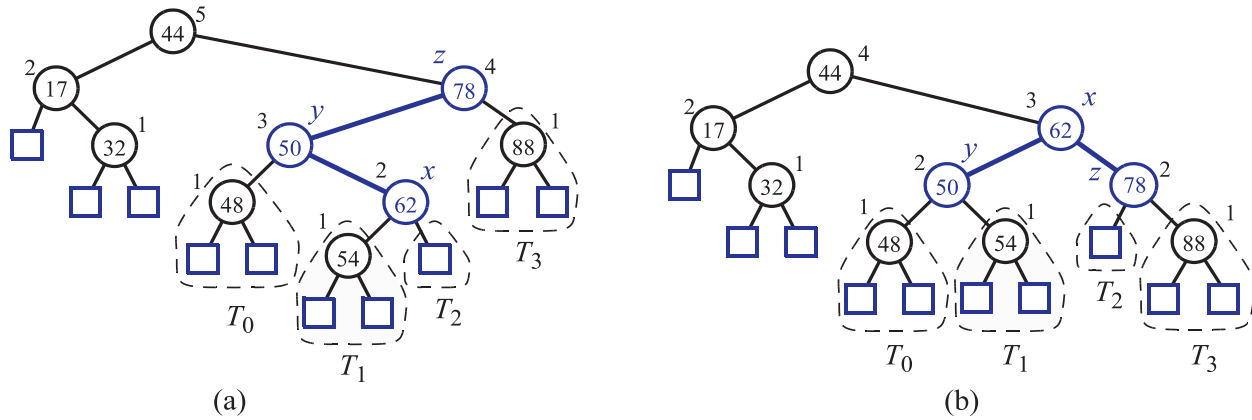 44 5
z 4
2 17 78
y
3 50
1
32 1
88
x
2 62
1 48
T3
1 54
T0
T2
T1
(a)
44 4
x
3 62
2 17
y
2 50
z 78 2
32 1
1 48
54 1
88 1
T2
T0
T1
T3
(b)